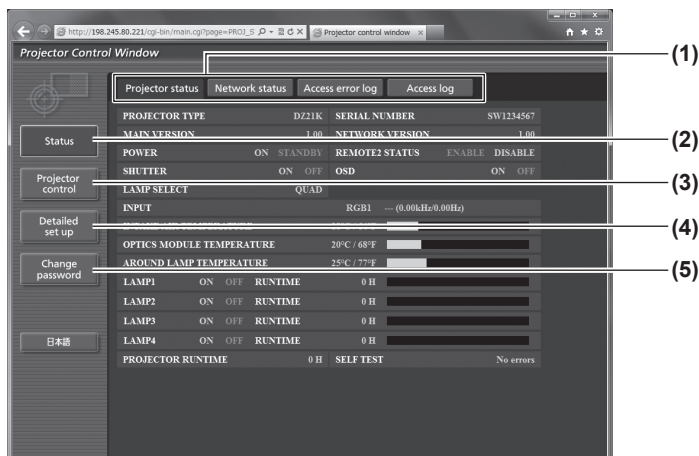 http://198.245.80.221/cgi-bin/main.cgi?page=PROJ_S
Projector control window
Projector Control Window
(1)
Projector status Network status Access error log Access log
PROJECTOR TYPE DZ21K SERIAL NUMBER SW1234567
MAIN VERSION 1.00 NETWORK VERSION 1.00
Status
(2)
POWER ON STANDBY REMOTE2 STATUS ENABLE DISABLE
SHUTTER ON OFF OSD ON OFF
Projector
control
(3)
LAMP SELECT QUAD
INPUT RGB1 --- (0.00kHz/0.00Hz)
Detailed
set up
(4)
OPTICS MODULE TEMPERATURE 20°C / 68°F
AROUND LAMP TEMPERATURE 25°C / 77°F
Change
password
(5)
LAMP1 ON OFF RUNTIME 0 H
LAMP2 ON OFF RUNTIME 0 H
LAMP3 ON OFF RUNTIME 0 H
日本語
LAMP4 ON OFF RUNTIME 0 H
PROJECTOR RUNTIME 0 H SELF TEST No errors